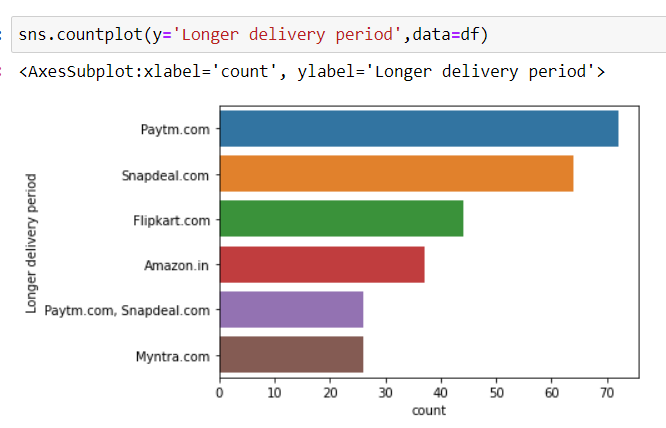 sns.countplot(y='Longer delivery period',data=df)
<AxesSubplot:xlabel='count', ylabel='Longer delivery period'>
Longer delivery period
Paytm.com
Snapdeal.com
Flipkart.com
Amazon.in
Paytm.com, Snapdeal.com
Myntra.com
0 10 20 30 40 50 60 70
count